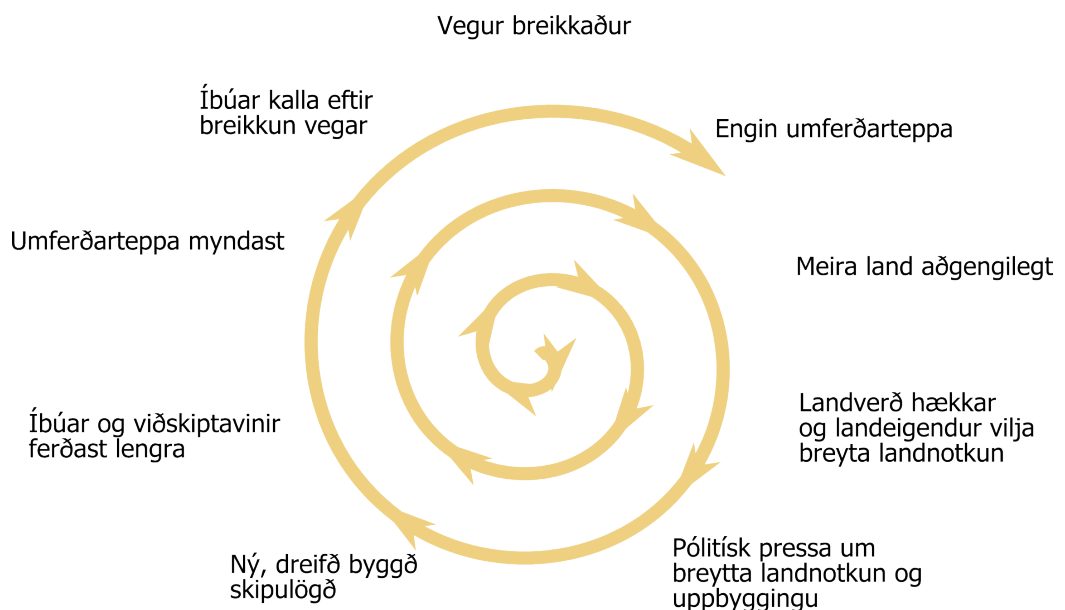 Vegur breikkaður
Engin umferðarteppa
Meira land aðgengilegt
Landverð hækkar
og landeigendur vilja
breyta landnotkun
Pólitísk pressa um
breytta landnotkun og
uppbyggingu
Ný, dreifð byggð
skipulögð
Íbúar og viðskiptavinir
ferðast lengra
Umferðarteppa myndast
Íbúar kalla eftir
breikkun vegar